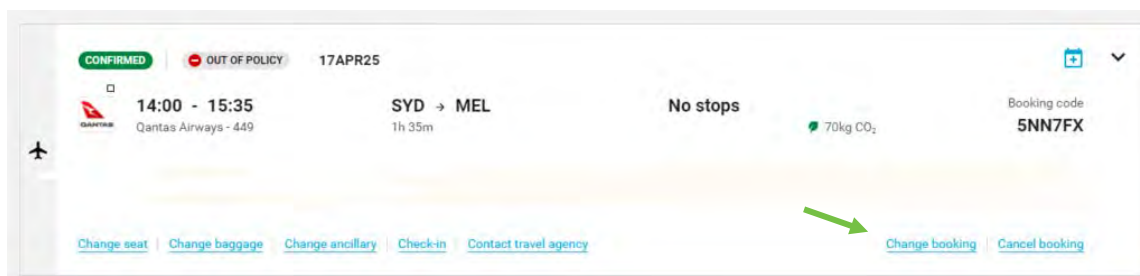 CONFIRMED OUT OF POLICY 17APR25
14:00 - 15:35 SYD → MEL No stops Booking code
QANTAS Qantas Airways - 449 1h 35m 70kg CO₂ 5NN7FX
Change seat Change baggage Change ancillary Check-in Contact travel agency Change booking Cancel booking